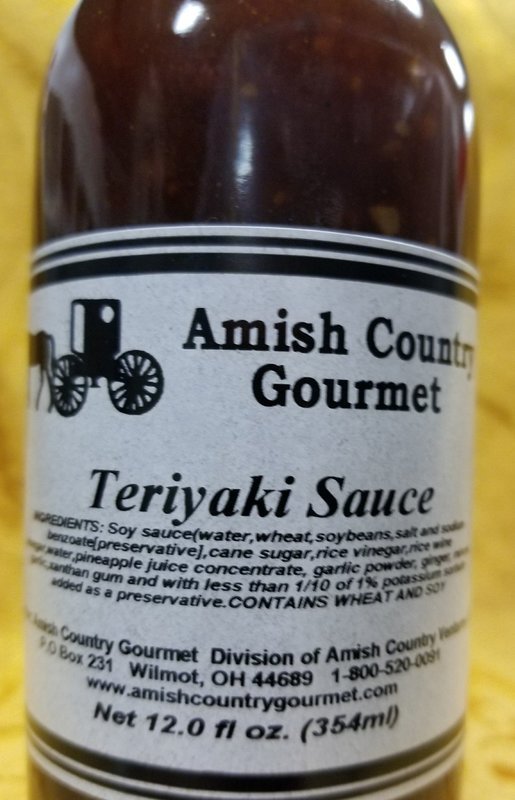 Amish Country
Gourmet
Teriyaki Sauce
INGREDIENTS: Soy sauce(water,wheat,soybeans,salt and sodium
benzoate[preservative],cane sugar,rice vinegar,rice wine
water,pineapple juice concentrate, garlic powder, ginger,
garlic,xanthan gum and with less than 1/10 of 1% potassium sorbate
added as a preservative.CONTAINS WHEAT AND SOY
Amish Country Gourmet Division of Amish Country
P.O Box 231 Wilmot, OH 44689 1-800-520-0091
www.amishcountrygourmet.com
Net 12.0 fl oz. (354ml)